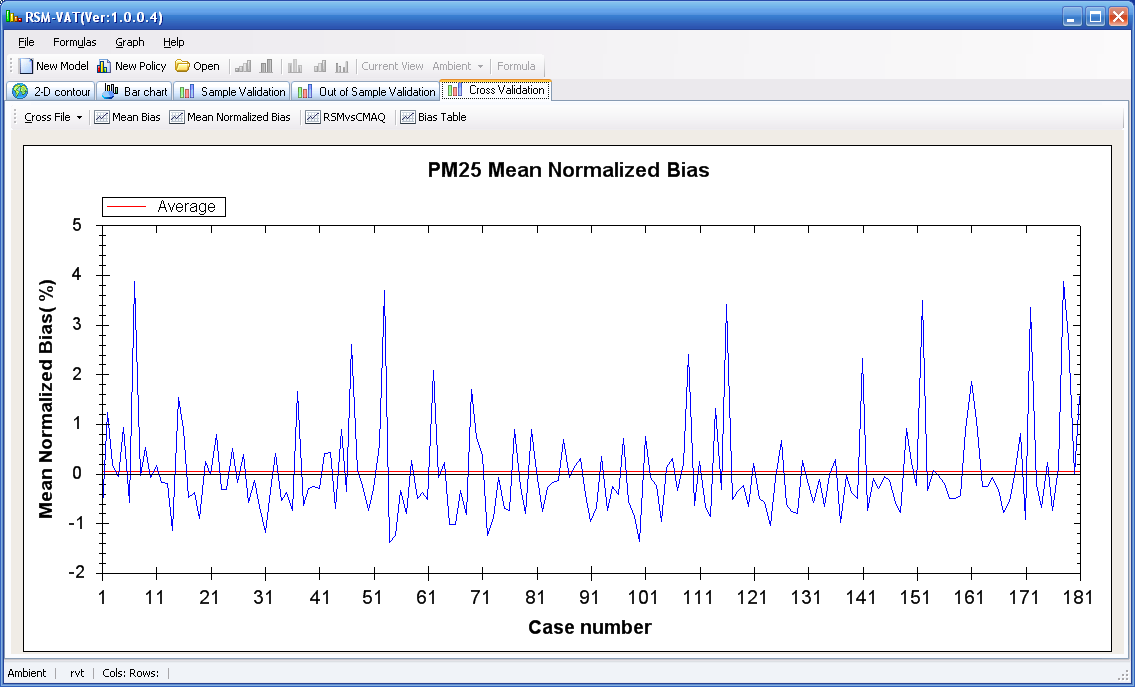 RSM-VAT(Ver:1.0.0.4)
File Formulas Graph Help
New Model New Policy Open Current View Ambient Formula
2-D contour Bar chart Sample Validation Out of Sample Validation Cross Validation
Cross File Mean Bias Mean Normalized Bias RSMvsCMAQ Bias Table
PM25 Mean Normalized Bias
Average
Mean Normalized Bias( %)
5
4
3
2
1
0
-1
-2
1 11 21 31 41 51 61 71 81 91 101 111 121 131 141 151 161 171 181
Case number
Ambient rvt Cols: Rows: